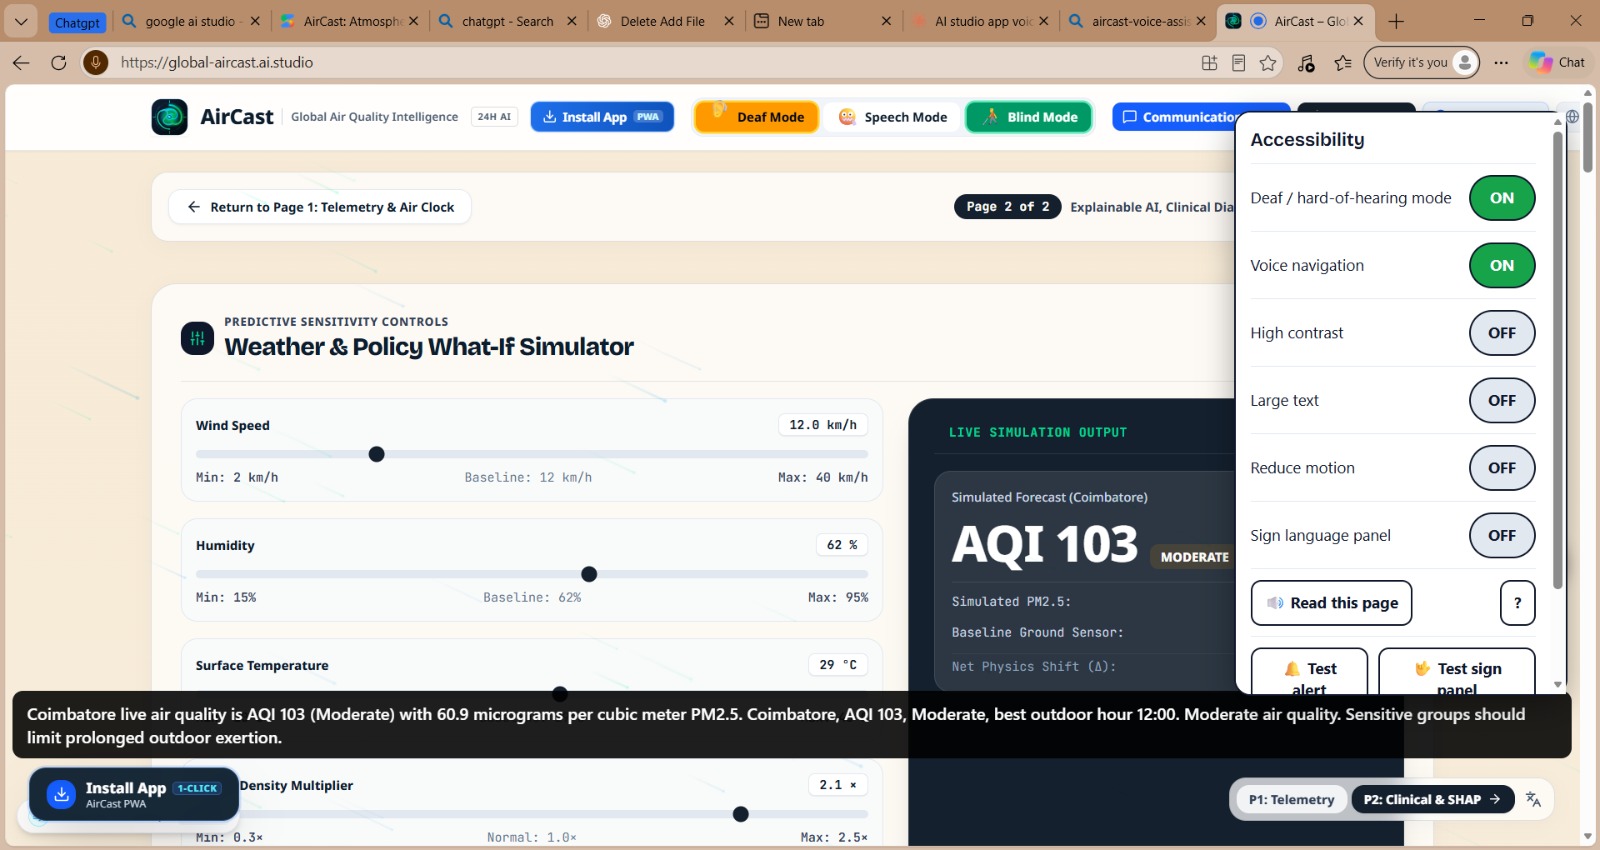 Chatgpt
google ai studio -
AirCast: Atmosphe
chatgpt - Search
Delete Add File
New tab
AI studio app voic
aircast-voice-assis
AirCast – Glo
https://global-aircast.ai.studio
Verify it's you
Chat
AirCast
Global Air Quality Intelligence
24H AI
Install App PWA
Deaf Mode
Speech Mode
Blind Mode
Communication
Return to Page 1: Telemetry & Air Clock
Page 2 of 2
Explainable AI, Clinical Dia
PREDICTIVE SENSITIVITY CONTROLS
Weather & Policy What-If Simulator
Wind Speed
12.0 km/h
Min: 2 km/h
Baseline: 12 km/h
Max: 40 km/h
Humidity
62 %
Min: 15%
Baseline: 62%
Max: 95%
Surface Temperature
29 °C
Density Multiplier
2.1 ×
Min: 0.3×
Normal: 1.0×
Max: 2.5×
LIVE SIMULATION OUTPUT
Simulated Forecast (Coimbatore)
AQI 103
MODERATE
Simulated PM2.5:
Baseline Ground Sensor:
Net Physics Shift (Δ):
Accessibility
Deaf / hard-of-hearing mode
ON
Voice navigation
ON
High contrast
OFF
Large text
OFF
Reduce motion
OFF
Sign language panel
OFF
Read this page
?
Test
alert
Test sign
panel
Coimbatore live air quality is AQI 103 (Moderate) with 60.9 micrograms per cubic meter PM2.5. Coimbatore, AQI 103, Moderate, best outdoor hour 12:00. Moderate air quality. Sensitive groups should
limit prolonged outdoor exertion.
Install App 1-CLICK
AirCast PWA
P1: Telemetry
P2: Clinical & SHAP